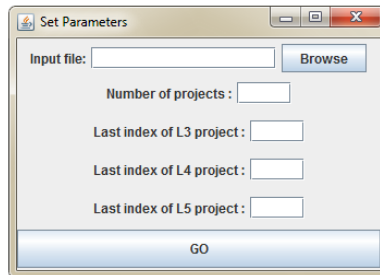 Set Parameters
Input file: Browse
Number of projects :
Last index of L3 project :
Last index of L4 project :
Last index of L5 project :
GO